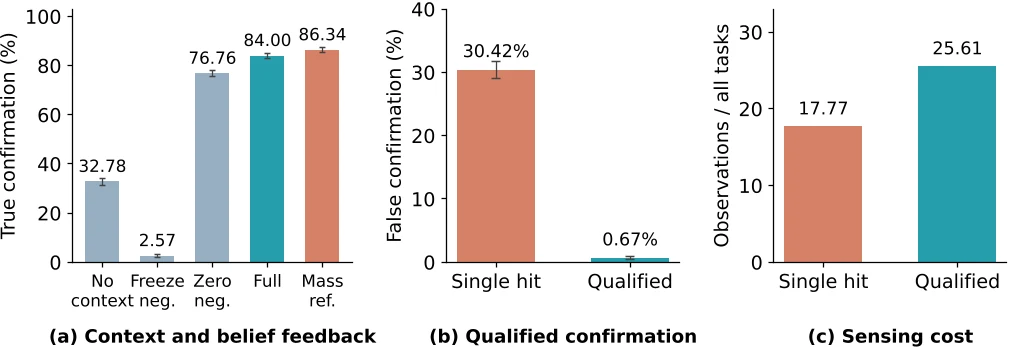 True confirmation (%)
100
80
60
40
20
0
32.78
2.57
76.76
84.00
86.34
No context
Freeze neg.
Zero neg.
Full
Mass ref.
(a) Context and belief feedback
False confirmation (%)
40
30
20
10
0
30.42%
0.67%
Single hit
Qualified
(b) Qualified confirmation
Observations / all tasks
30
20
10
0
17.77
25.61
Single hit
Qualified
(c) Sensing cost